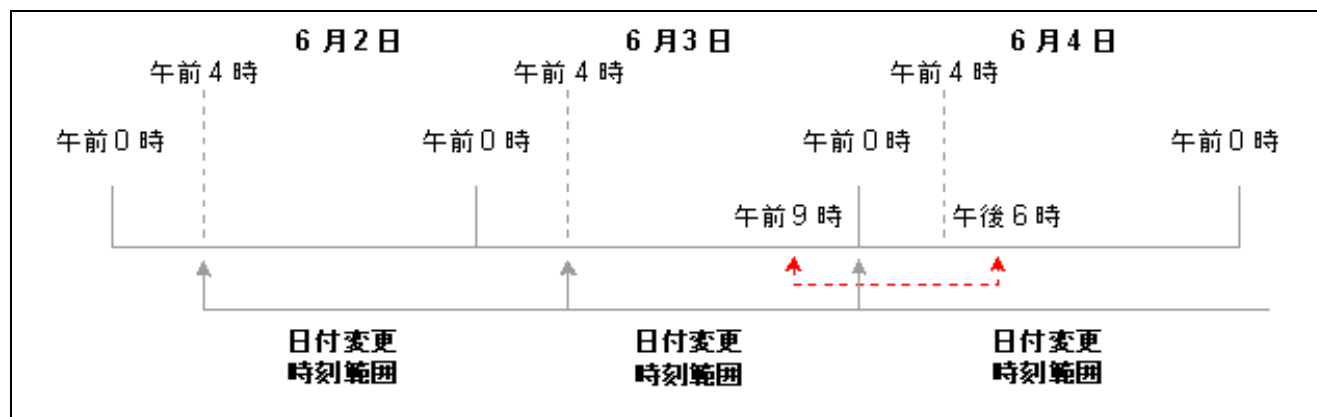 6月2日 6月3日 6月4日
午前4時 午前4時 午前4時
午前0時 午前0時 午前0時 午前0時
午前9時 午後6時
日付変更 日付変更 日付変更
時刻範囲 時刻範囲 時刻範囲